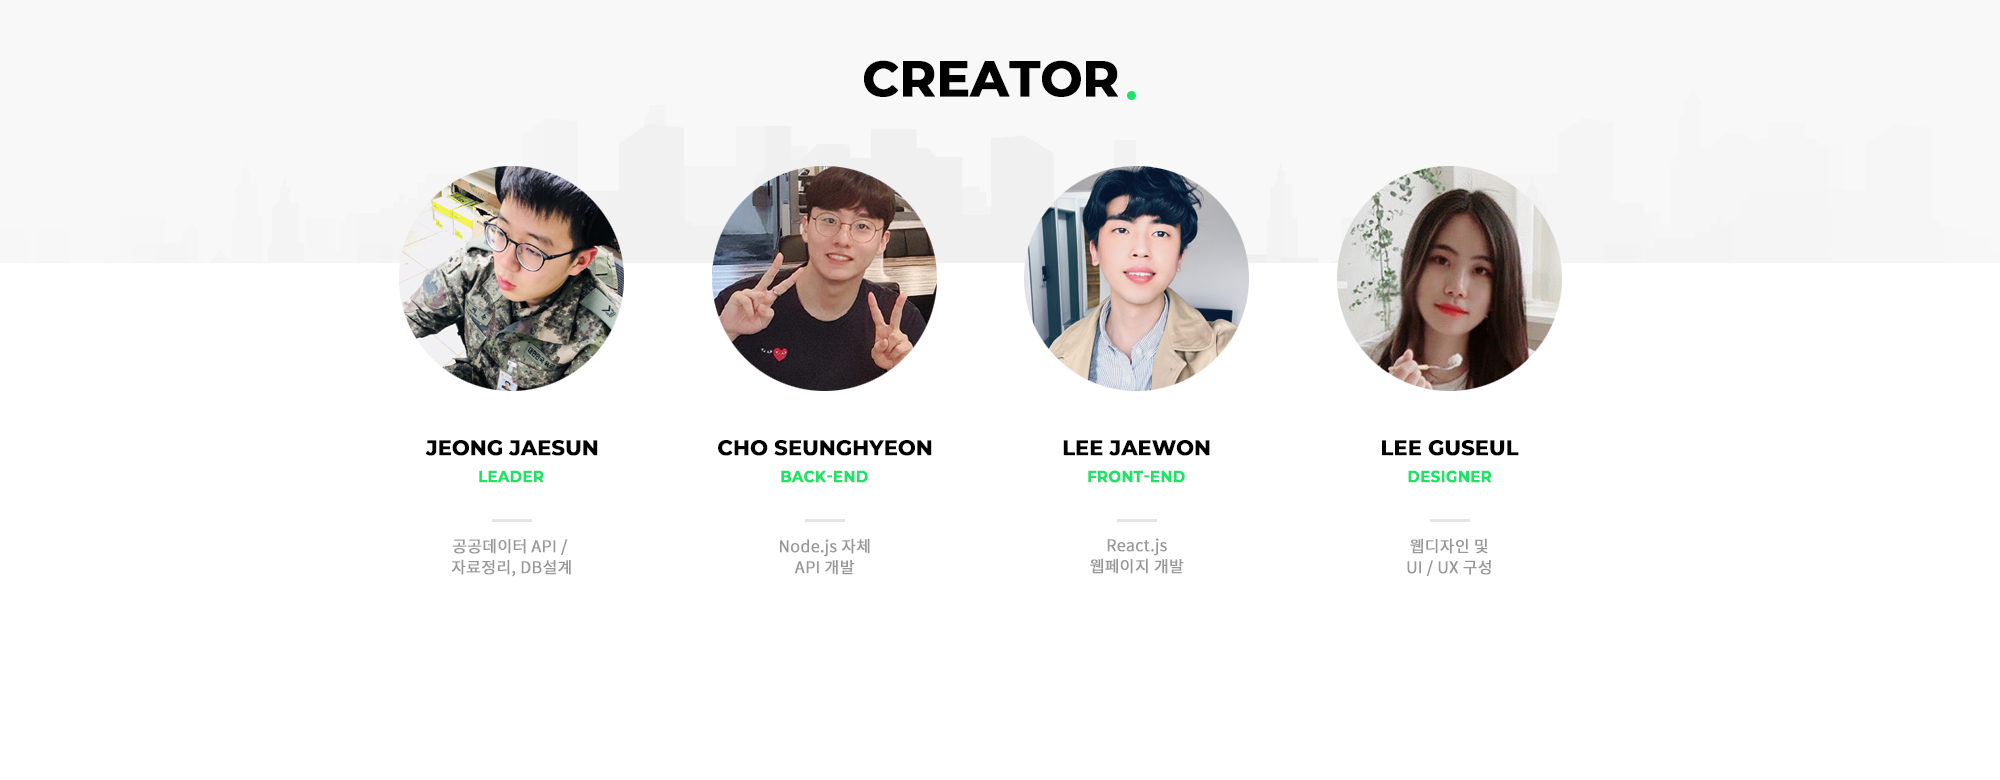 CREATOR.
JEONG JAESUN
LEADER
공공데이터 API /
자료정리, DB설계
CHO SEUNGHYEON
BACK-END
Node.js 자체
API 개발
LEE JAEWON
FRONT-END
React.js
웹페이지 개발
LEE GUSEUL
DESIGNER
웹디자인 및
UI / UX 구성